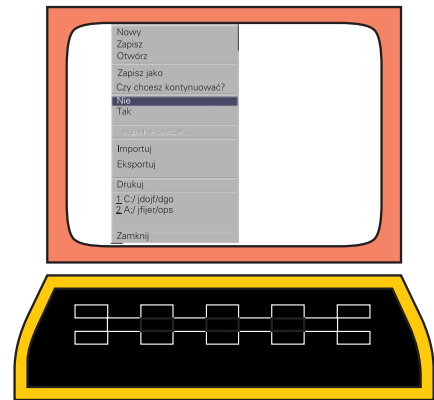 Nowy
Zapisz
Otwórz
Zapisz jako
Czy chcesz kontynuować?
Nie
Tak
Importuj
Eksportuj
Drukuj
1 C:/ jdojf/dgo
2 A;/ jfijer/ops
Zamknij